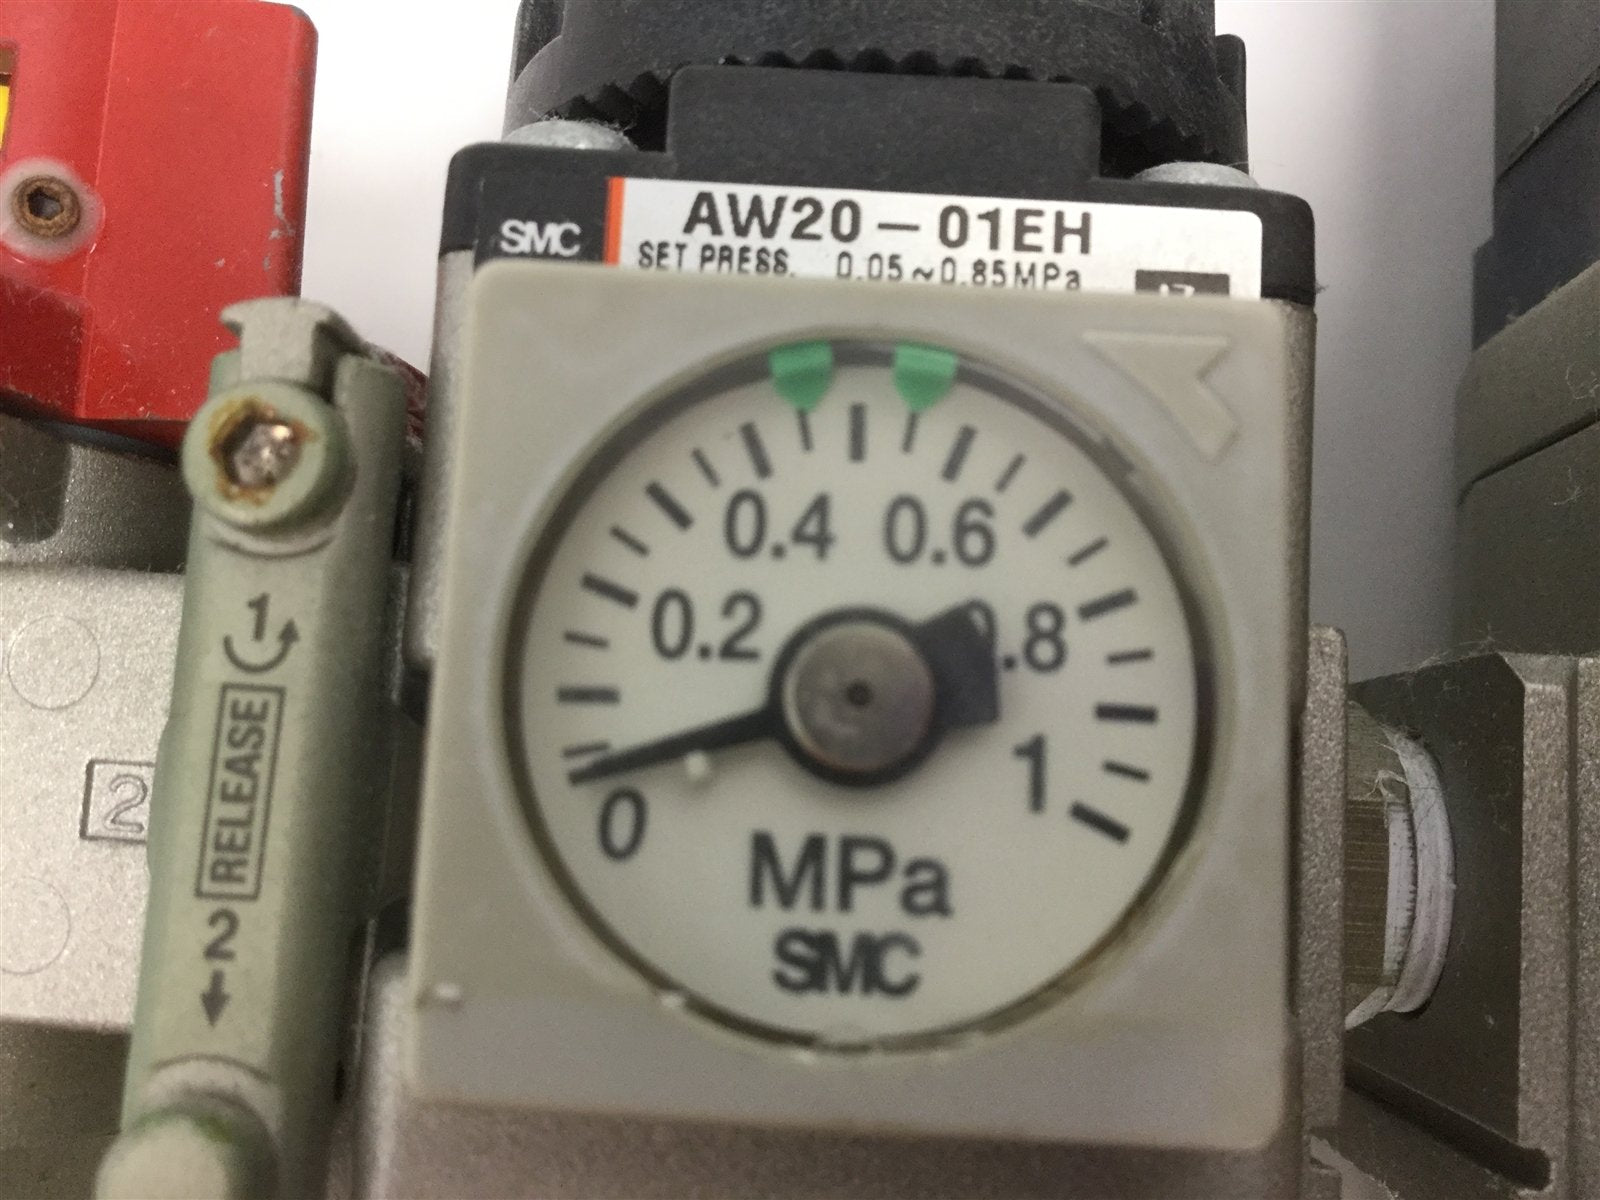 SMC
AW20-01EH
SET PRESS. 0.05~0.85MPa
0.4 0.6
0.2 .8
0 1
MPa
SMC
1
RELEASE
2
2